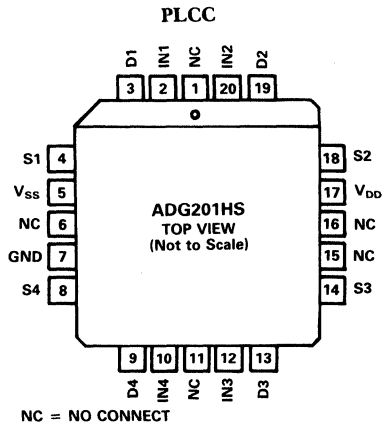 PLCC
D1 IN1 NC IN2 D2
3 2 1 20 19
S1 4 18 S2
VSS 5 17 VDD
ADG201HS
TOP VIEW
(Not to Scale)
NC 6 16 NC
GND 7 15 NC
S4 8 14 S3
9 10 11 12 13
D4 IN4 NC IN3 D3
NC = NO CONNECT